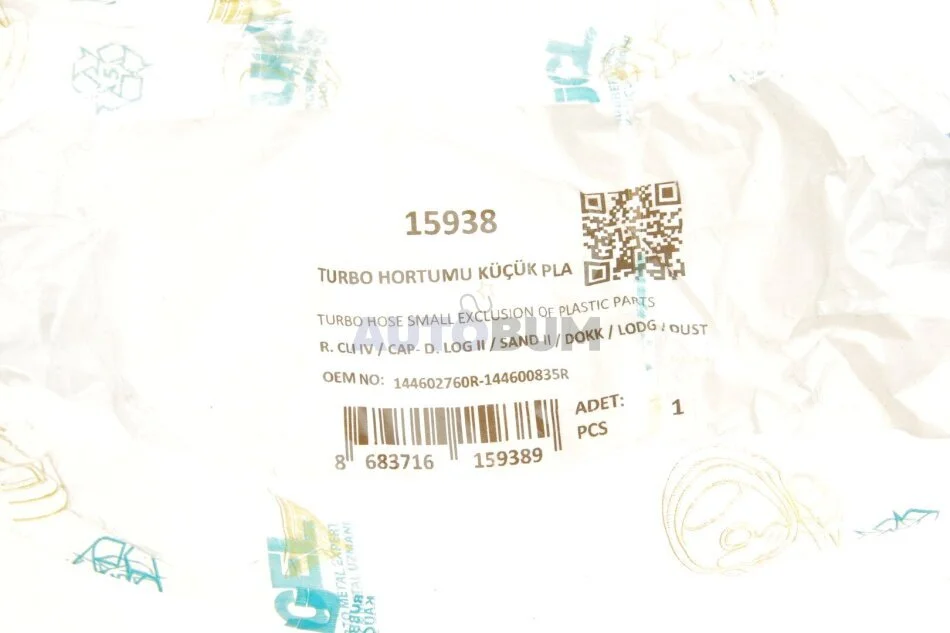 15938
TURBO HORTUMU KÜÇÜK PLA
TURBO HOSE SMALL EXCLUSION OF PLASTIC PARTS
AUTOBUM
R. CLI IV / CAP- D. LOG II / SAND II / DOKK / LODG / DUST
OEM NO: 144602760R-144600835R
ADET: 1
PCS
8 683716 159389